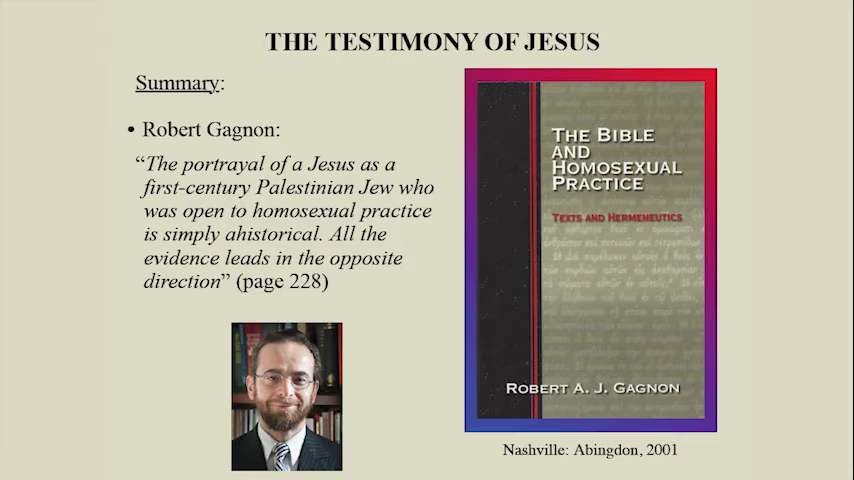 THE TESTIMONY OF JESUS
Summary:
• Robert Gagnon:
“The portrayal of a Jesus as a
first-century Palestinian Jew who
was open to homosexual practice
is simply ahistorical. All the
evidence leads in the opposite
direction” (page 228)
THE BIBLE
AND
HOMOSEXUAL
PRACTICE
TEXTS AND HERMENEUTICS
ROBERT A. J. GAGNON
Nashville: Abingdon, 2001